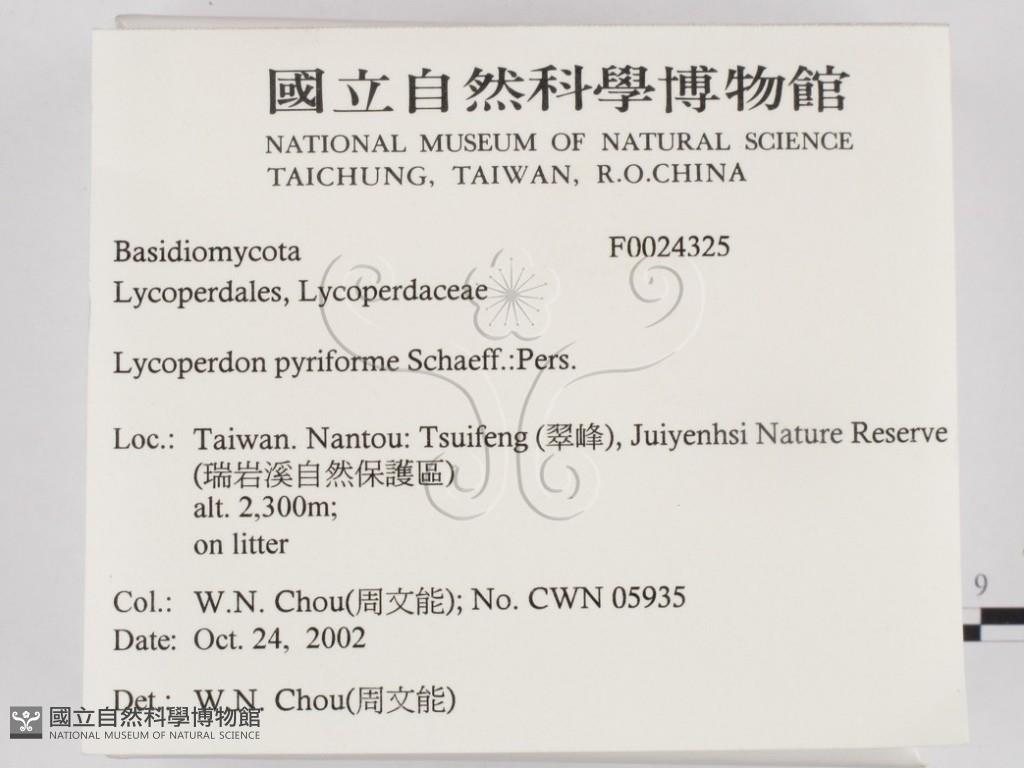 國立自然科學博物館
NATIONAL MUSEUM OF NATURAL SCIENCE
TAICHUNG, TAIWAN, R.O.CHINA
Basidiomycota F0024325
Lycoperdales, Lycoperdaceae
Lycoperdon pyriforme Schaeff.:Pers.
Loc.: Taiwan. Nantou: Tsuifeng (翠峰), Juiyenhsi Nature Reserve
(瑞岩溪自然保護區)
alt. 2,300m;
on litter
Col.: W.N. Chou(周文能); No. CWN 05935
Date: Oct. 24, 2002
Det.: W.N. Chou(周文能)
9
國立自然科學博物館
NATIONAL MUSEUM OF NATURAL SCIENCE